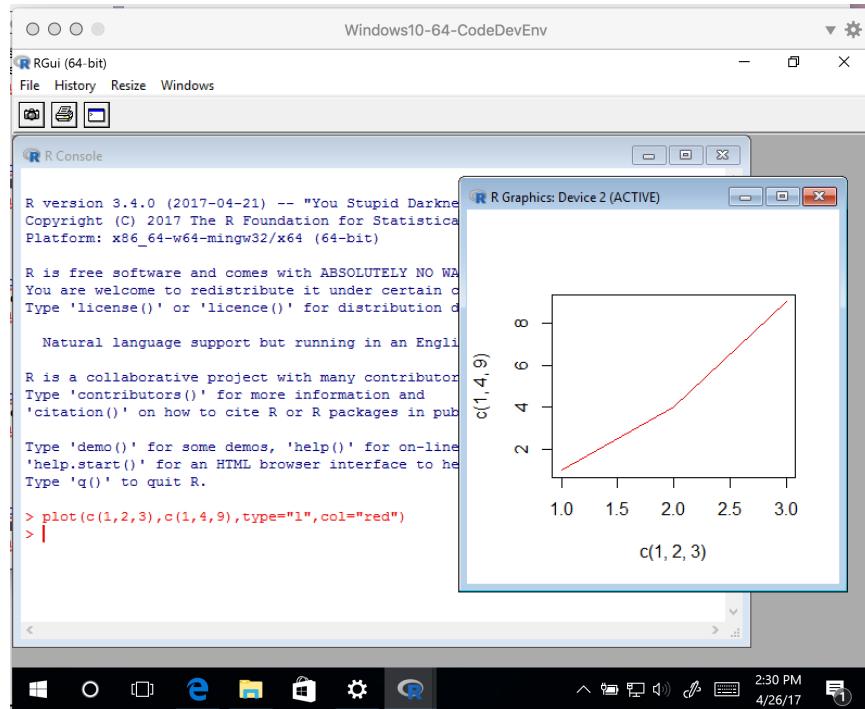 Windows10-64-CodeDevEnv
RGui (64-bit)
File History Resize Windows
R Console
R version 3.4.0 (2017-04-21) -- "You Stupid Darkne
Copyright (C) 2017 The R Foundation for Statistica
Platform: x86_64-w64-mingw32/x64 (64-bit)
R is free software and comes with ABSOLUTELY NO WA
You are welcome to redistribute it under certain c
Type 'license()' or 'licence()' for distribution d
Natural language support but running in an Engli
R is a collaborative project with many contributor
Type 'contributors()' for more information and
'citation()' on how to cite R or R packages in pub
Type 'demo()' for some demos, 'help()' for on-line
'help.start()' for an HTML browser interface to he
Type 'q()' to quit R.
> plot(c(1,2,3),c(1,4,9),type="l",col="red")
>
R Graphics: Device 2 (ACTIVE)
c(1, 4, 9)
8
6
4
2
1.0 1.5 2.0 2.5 3.0
c(1, 2, 3)
2:30 PM
4/26/17
1